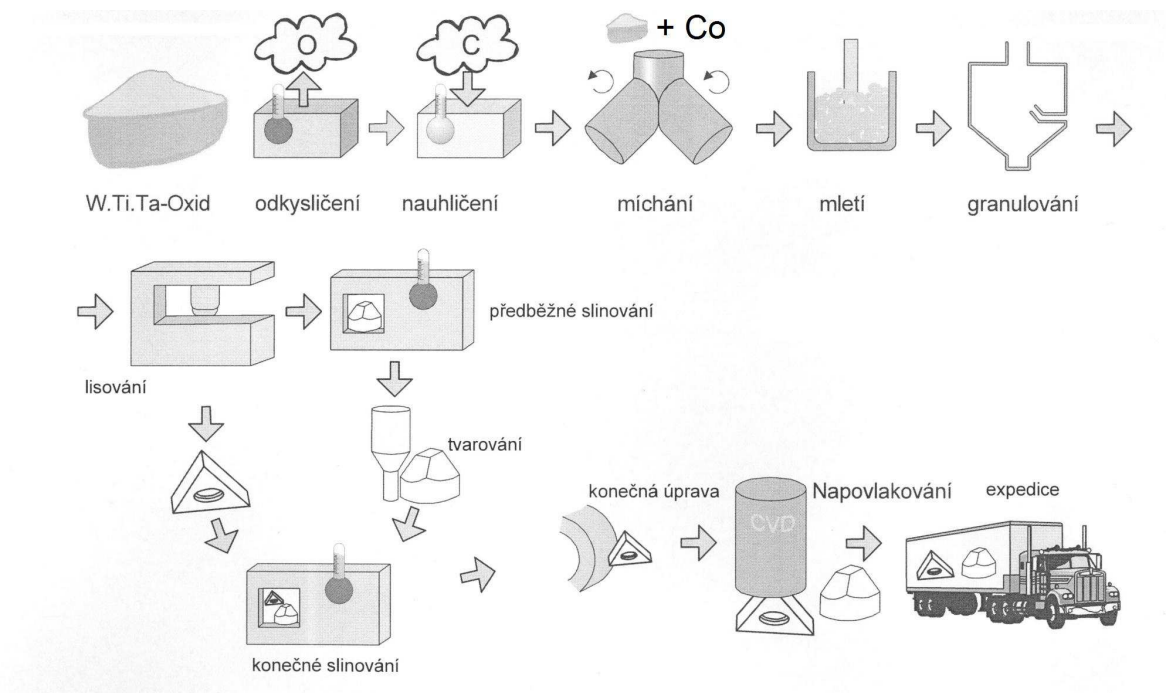 O
C
+ Co
W.Ti.Ta-Oxid
odkysličení
nauhličení
míchání
mletí
granulování
předběžné slinování
lisování
tvarování
konečná úprava
Napovlakování
expedice
CVD
konečné slinování